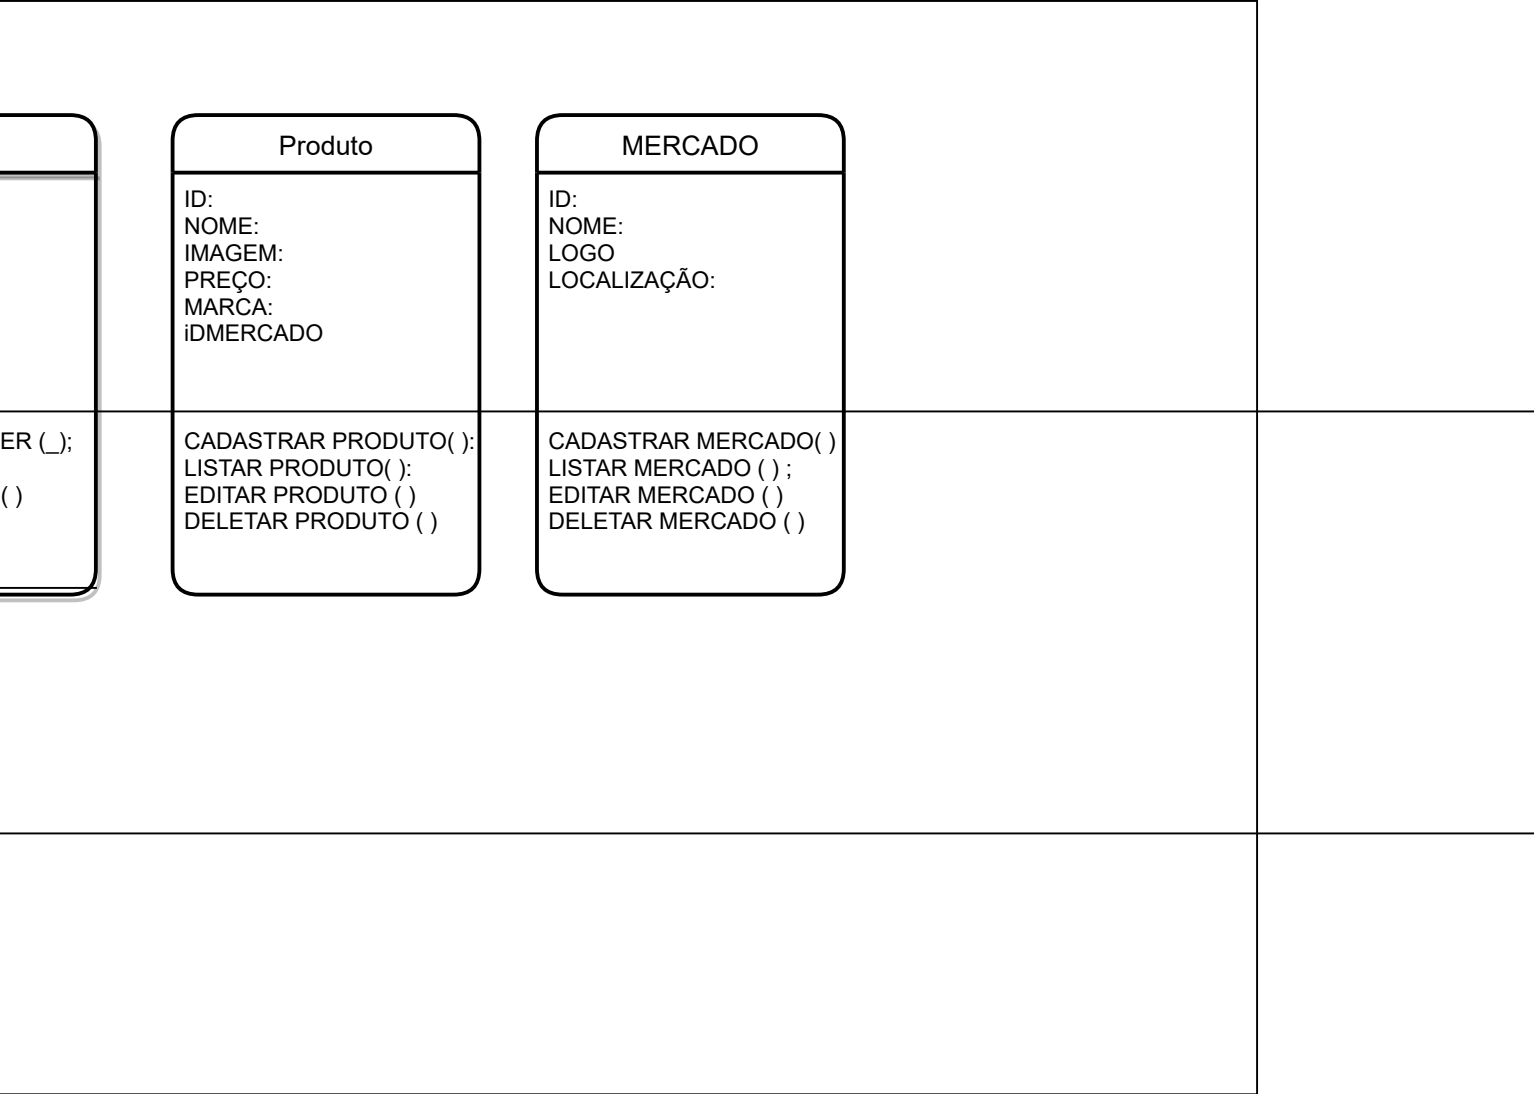 ER (_);
( )
Produto
ID:
NOME:
IMAGEM:
PREÇO:
MARCA:
iDMERCADO
CADASTRAR PRODUTO( ):
LISTAR PRODUTO( ):
EDITAR PRODUTO ( )
DELETAR PRODUTO ( )
MERCADO
ID:
NOME:
LOGO
LOCALIZAÇÃO:
CADASTRAR MERCADO( )
LISTAR MERCADO ( ) ;
EDITAR MERCADO ( )
DELETAR MERCADO ( )